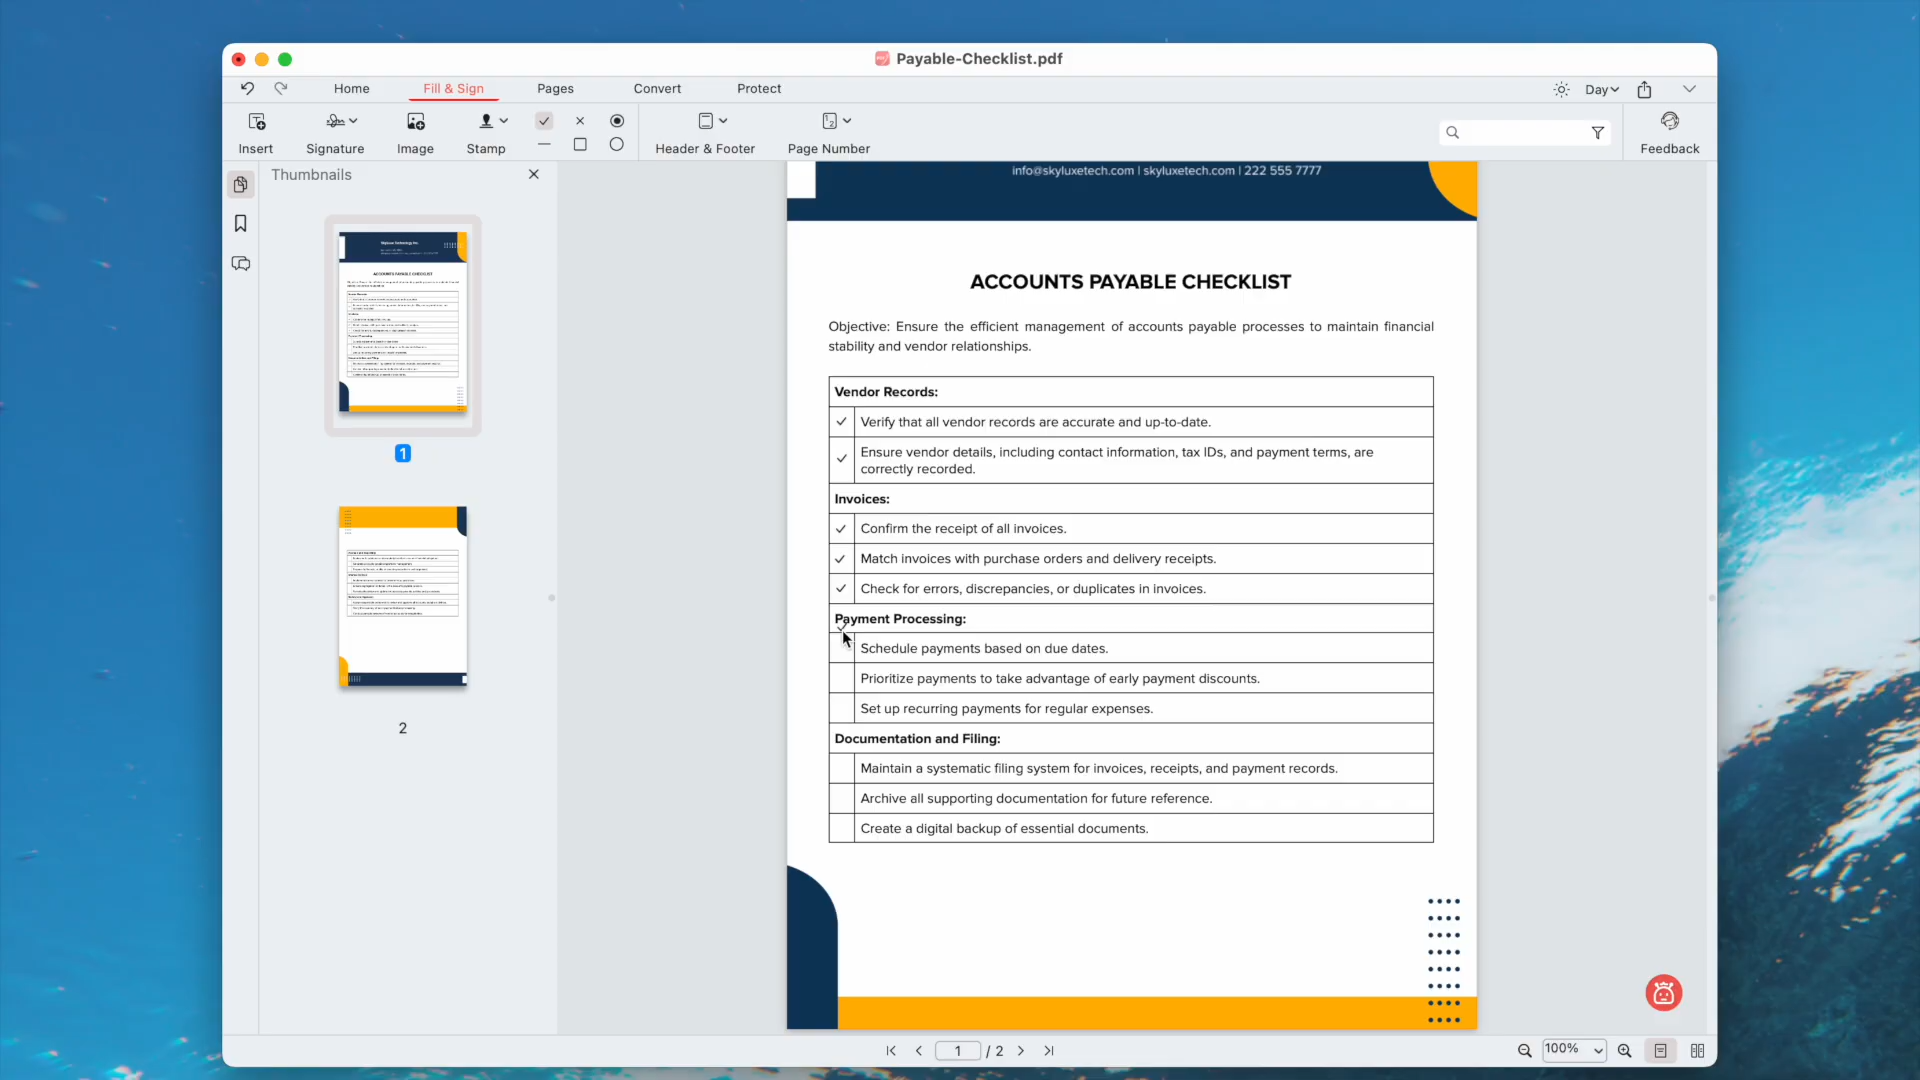 Payable-Checklist.pdf
Home
Fill & Sign
Pages
Convert
Protect
Day
Insert
Signature
Image
Stamp
Header & Footer
Page Number
Feedback
Thumbnails
1
2
info@skyluxetech.com | skyluxetech.com | 222 555 7777
ACCOUNTS PAYABLE CHECKLIST
Objective: Ensure the efficient management of accounts payable processes to maintain financial
stability and vendor relationships.
Vendor Records:
Verify that all vendor records are accurate and up-to-date.
Ensure vendor details, including contact information, tax IDs, and payment terms, are
correctly recorded.
Invoices:
Confirm the receipt of all invoices.
Match invoices with purchase orders and delivery receipts.
Check for errors, discrepancies, or duplicates in invoices.
Payment Processing:
Schedule payments based on due dates.
Prioritize payments to take advantage of early payment discounts.
Set up recurring payments for regular expenses.
Documentation and Filing:
Maintain a systematic filing system for invoices, receipts, and payment records.
Archive all supporting documentation for future reference.
Create a digital backup of essential documents.
1 / 2
100%